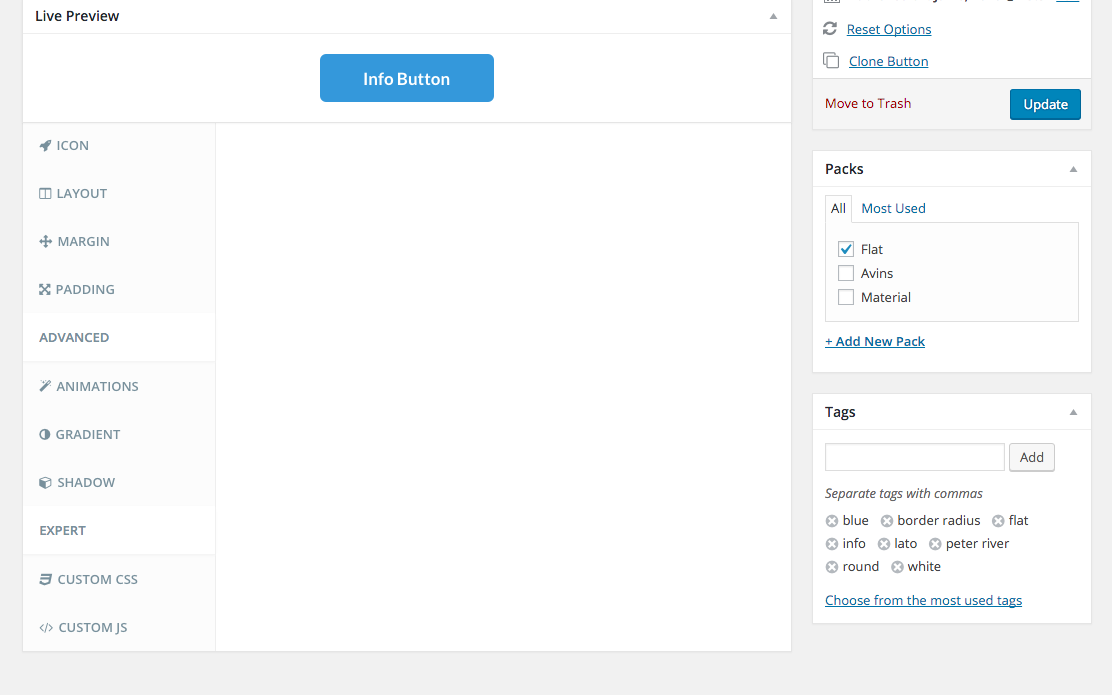 Live Preview
Info Button
ICON
LAYOUT
MARGIN
PADDING
ADVANCED
ANIMATIONS
GRADIENT
SHADOW
EXPERT
CUSTOM CSS
CUSTOM JS
Reset Options
Clone Button
Move to Trash
Update
Packs
All Most Used
Flat
Avins
Material
+ Add New Pack
Tags
Add
Separate tags with commas
blue border radius flat
info lato peter river
round white
Choose from the most used tags